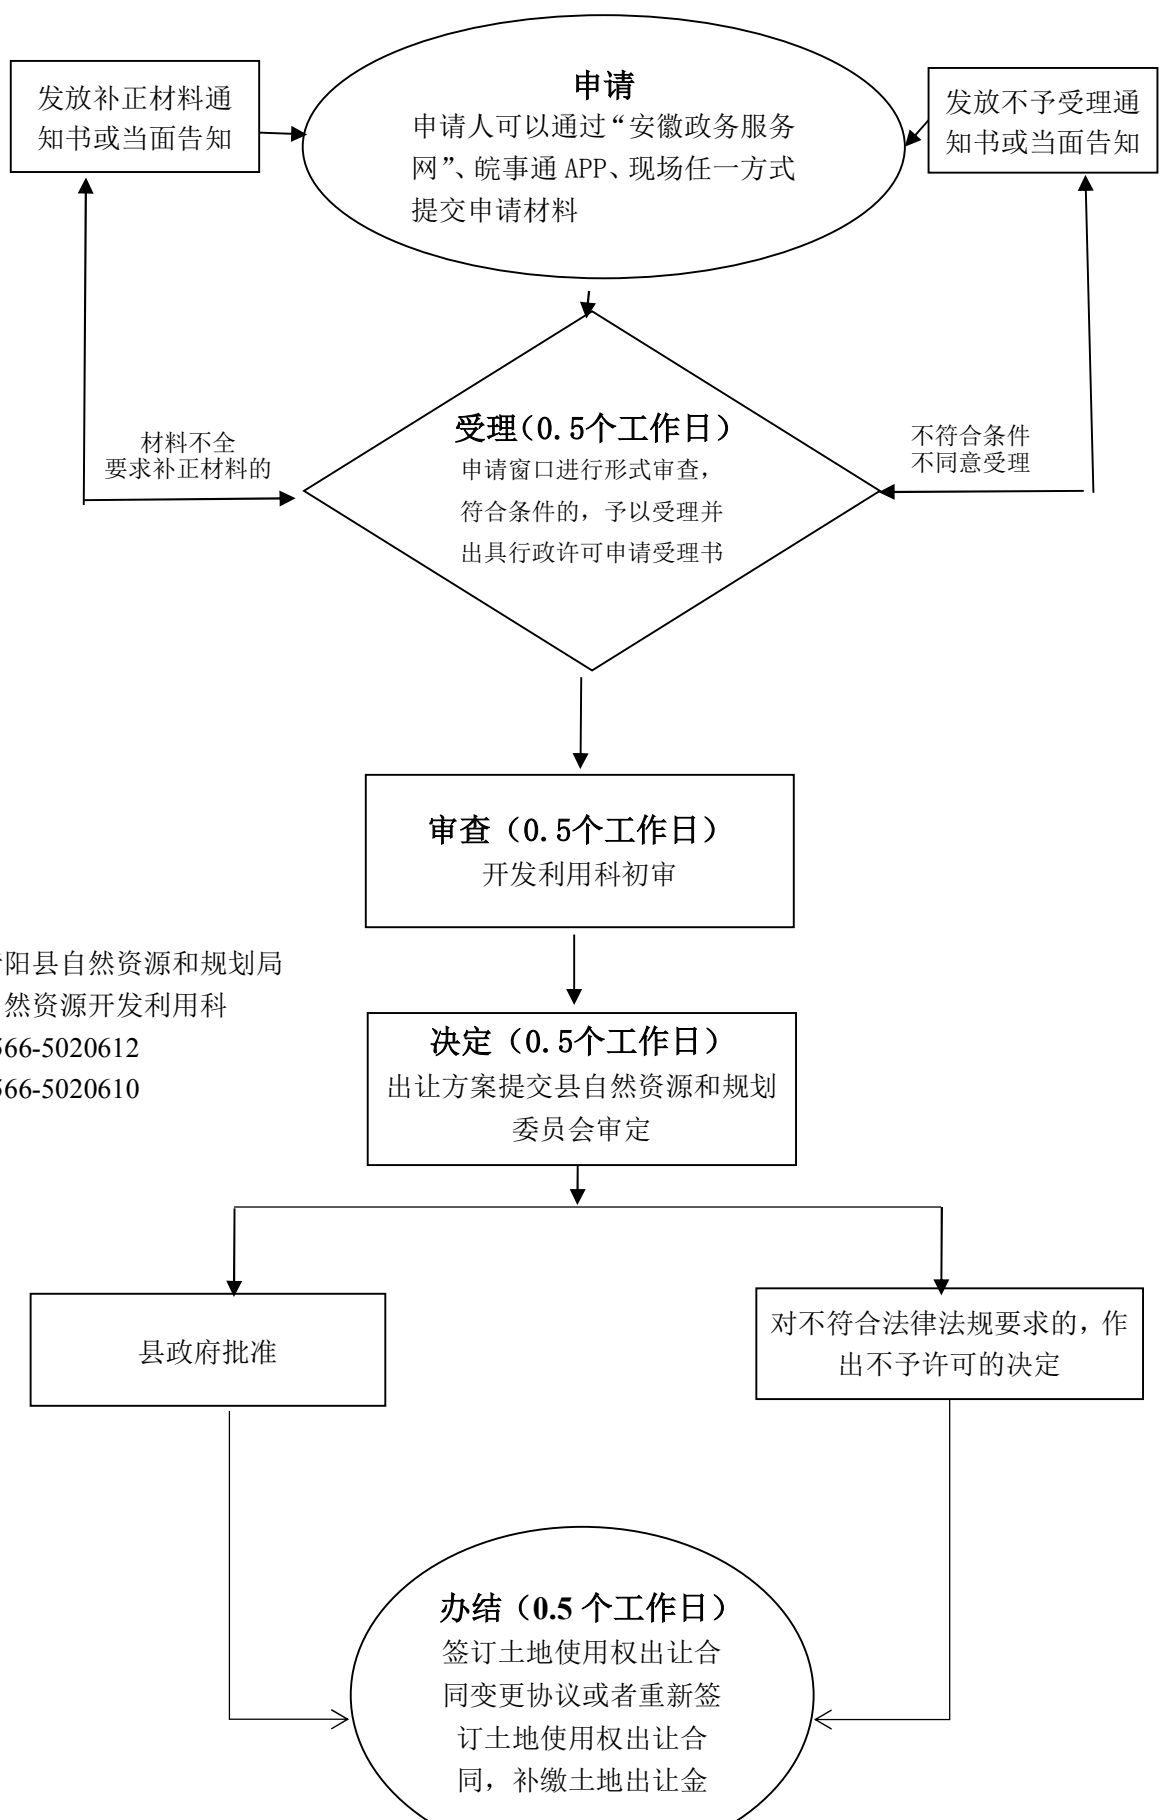 发放补正材料通
知书或当面告知
申请
申请人可以通过“安徽政务服务
网”、皖事通 APP、现场任一方式
提交申请材料
发放不予受理通
知书或当面告知
材料不全
要求补正材料的
受理（0.5个工作日）
申请窗口进行形式审查，
符合条件的，予以受理并
出具行政许可申请受理书
不符合条件
不同意受理
审查（0.5个工作日）
开发利用科初审
阳县自然资源和规划局
然资源开发利用科
566-5020612
566-5020610
决定（0.5个工作日）
出让方案提交县自然资源和规划
委员会审定
县政府批准
对不符合法律法规要求的，作
出不予许可的决定
办结（0.5 个工作日）
签订土地使用权出让合
同变更协议或者重新签
订土地使用权出让合
同，补缴土地出让金